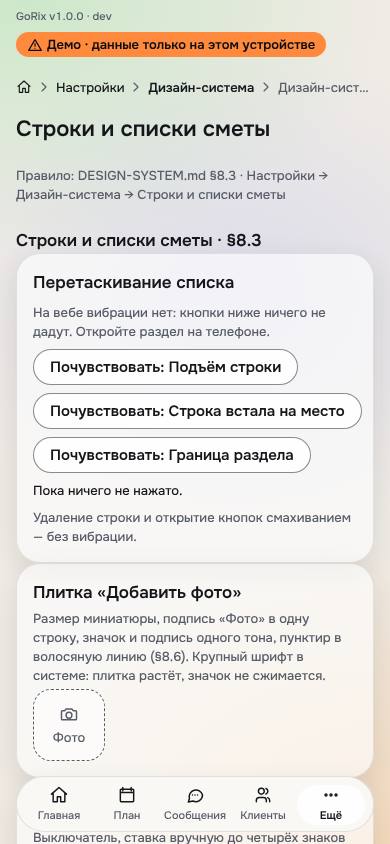 GoRix v1.0.0 · dev
Демо · данные только на этом устройстве
Настройки > Дизайн-система > Дизайн-сист…
Строки и списки сметы
Правило: DESIGN-SYSTEM.md §8.3 · Настройки →
Дизайн-система → Строки и списки сметы
Строки и списки сметы · §8.3
Перетаскивание списка
На вебе вибрации нет: кнопки ниже ничего не
дадут. Откройте раздел на телефоне.
Почувствовать: Подъём строки
Почувствовать: Строка встала на место
Почувствовать: Граница раздела
Пока ничего не нажато.
Удаление строки и открытие кнопок смахиванием
— без вибрации.
Плитка «Добавить фото»
Размер миниатюры, подпись «Фото» в одну
строку, значок и подпись одного тона, пунктир в
волосяную линию (§8.6). Крупный шрифт в
системе: плитка растёт, значок не сжимается.
Фото
Главная План Сообщения Клиенты Ещё
Выключатель, ставка вручную до четырёх знаков